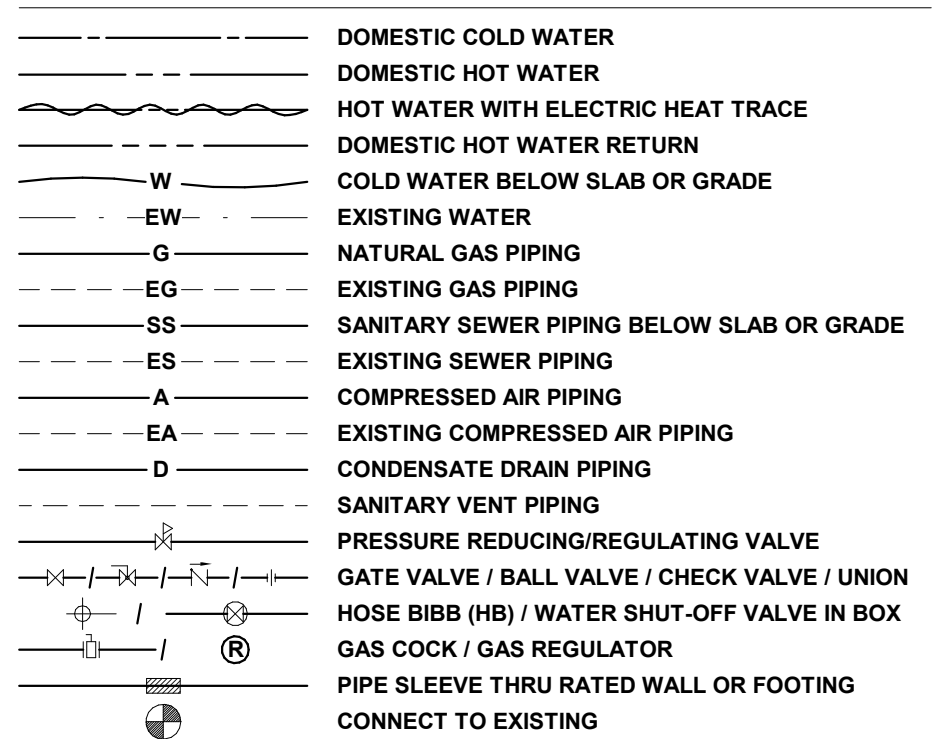 DOMESTIC COLD WATER
DOMESTIC HOT WATER
HOT WATER WITH ELECTRIC HEAT TRACE
DOMESTIC HOT WATER RETURN
W COLD WATER BELOW SLAB OR GRADE
EW EXISTING WATER
G NATURAL GAS PIPING
EG EXISTING GAS PIPING
SS SANITARY SEWER PIPING BELOW SLAB OR GRADE
ES EXISTING SEWER PIPING
A COMPRESSED AIR PIPING
EA EXISTING COMPRESSED AIR PIPING
D CONDENSATE DRAIN PIPING
SANITARY VENT PIPING
PRESSURE REDUCING/REGULATING VALVE
/ / / GATE VALVE / BALL VALVE / CHECK VALVE / UNION
/ HOSE BIBB (HB) / WATER SHUT-OFF VALVE IN BOX
/ R GAS COCK / GAS REGULATOR
PIPE SLEEVE THRU RATED WALL OR FOOTING
CONNECT TO EXISTING